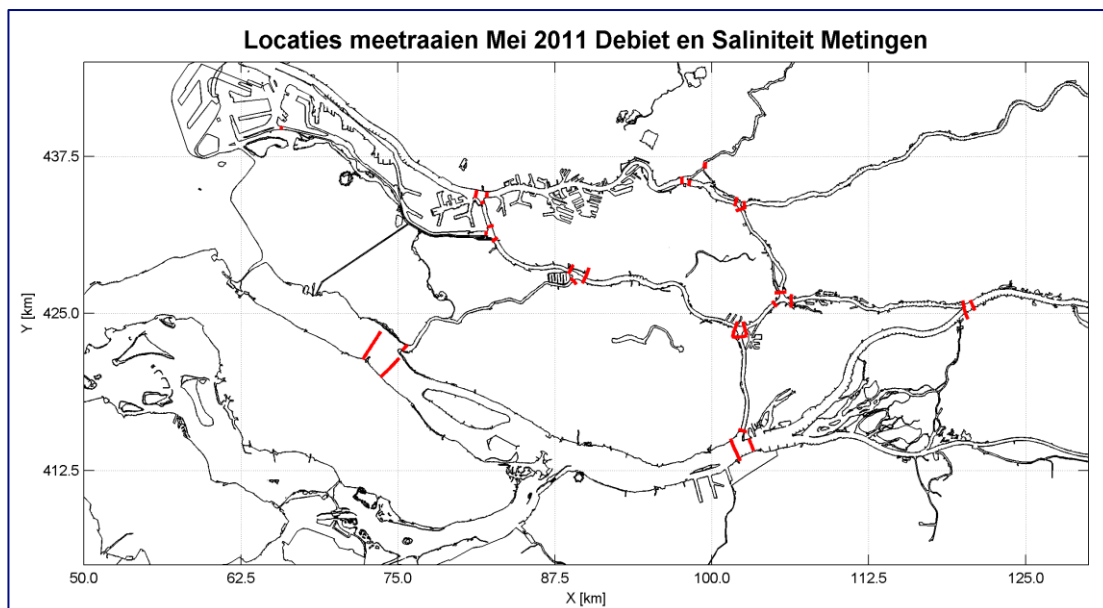 Locaties meetraaien Mei 2011 Debiet en Saliniteit Metingen
437.5
425.0
412.5
Y [km]
50.0 62.5 75.0 87.5 100.0 112.5 125.0
X [km]